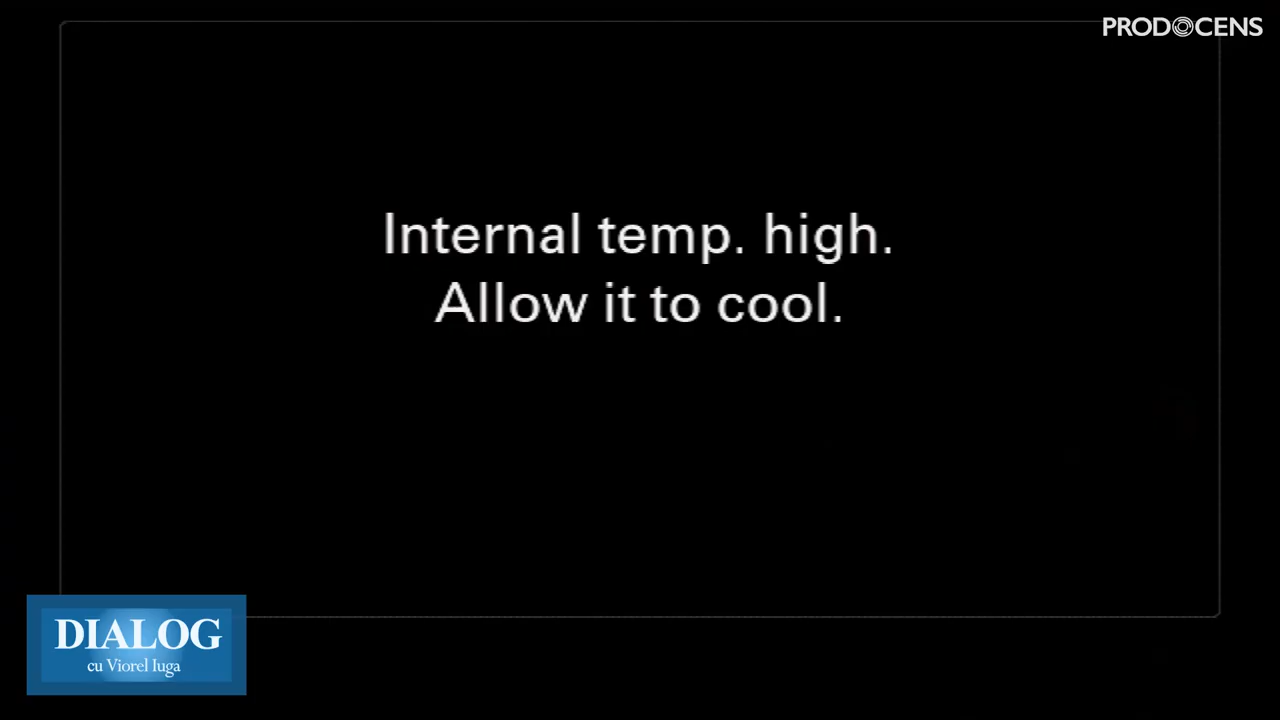 PRODOCENS
Internal temp. high.
Allow it to cool.
DIALOG
cu Viorel Iuga